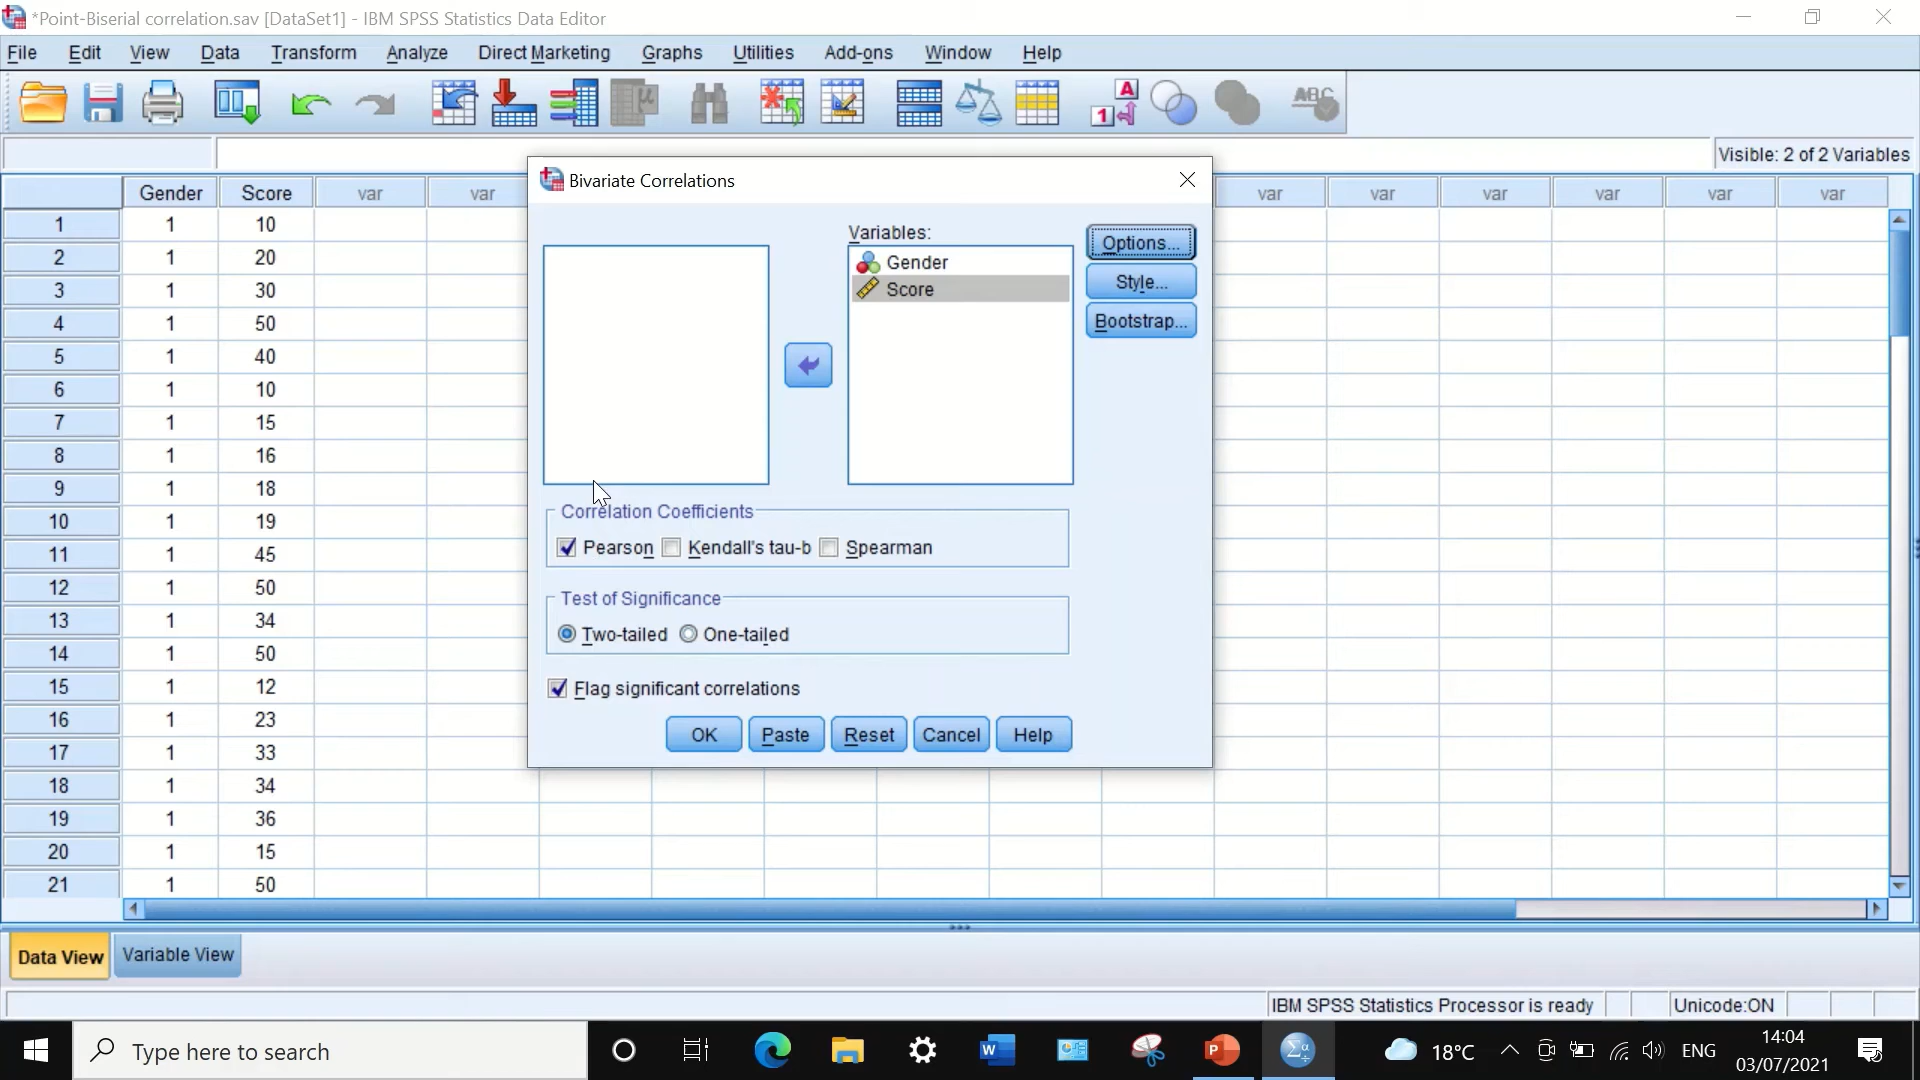 *Point-Biserial correlation.sav [DataSet1] - IBM SPSS Statistics Data Editor
File Edit View Data Transform Analyze Direct Marketing Graphs Utilities Add-ons Window Help
A
1
ABC
Visible: 2 of 2 Variables
Gender Score var var var var var var var var
1 1 10
2 1 20
3 1 30
4 1 50
5 1 40
6 1 10
7 1 15
8 1 16
9 1 18
10 1 19
11 1 45
12 1 50
13 1 34
14 1 50
15 1 12
16 1 23
17 1 33
18 1 34
19 1 36
20 1 15
21 1 50
Bivariate Correlations
Variables:
Gender
Score
Options...
Style...
Bootstrap...
Correlation Coefficients
Pearson Kendall's tau-b Spearman
Test of Significance
Two-tailed One-tailed
Flag significant correlations
OK Paste Reset Cancel Help
Data View Variable View
IBM SPSS Statistics Processor is ready Unicode:ON
Type here to search
18°C ENG
14:04
03/07/2021